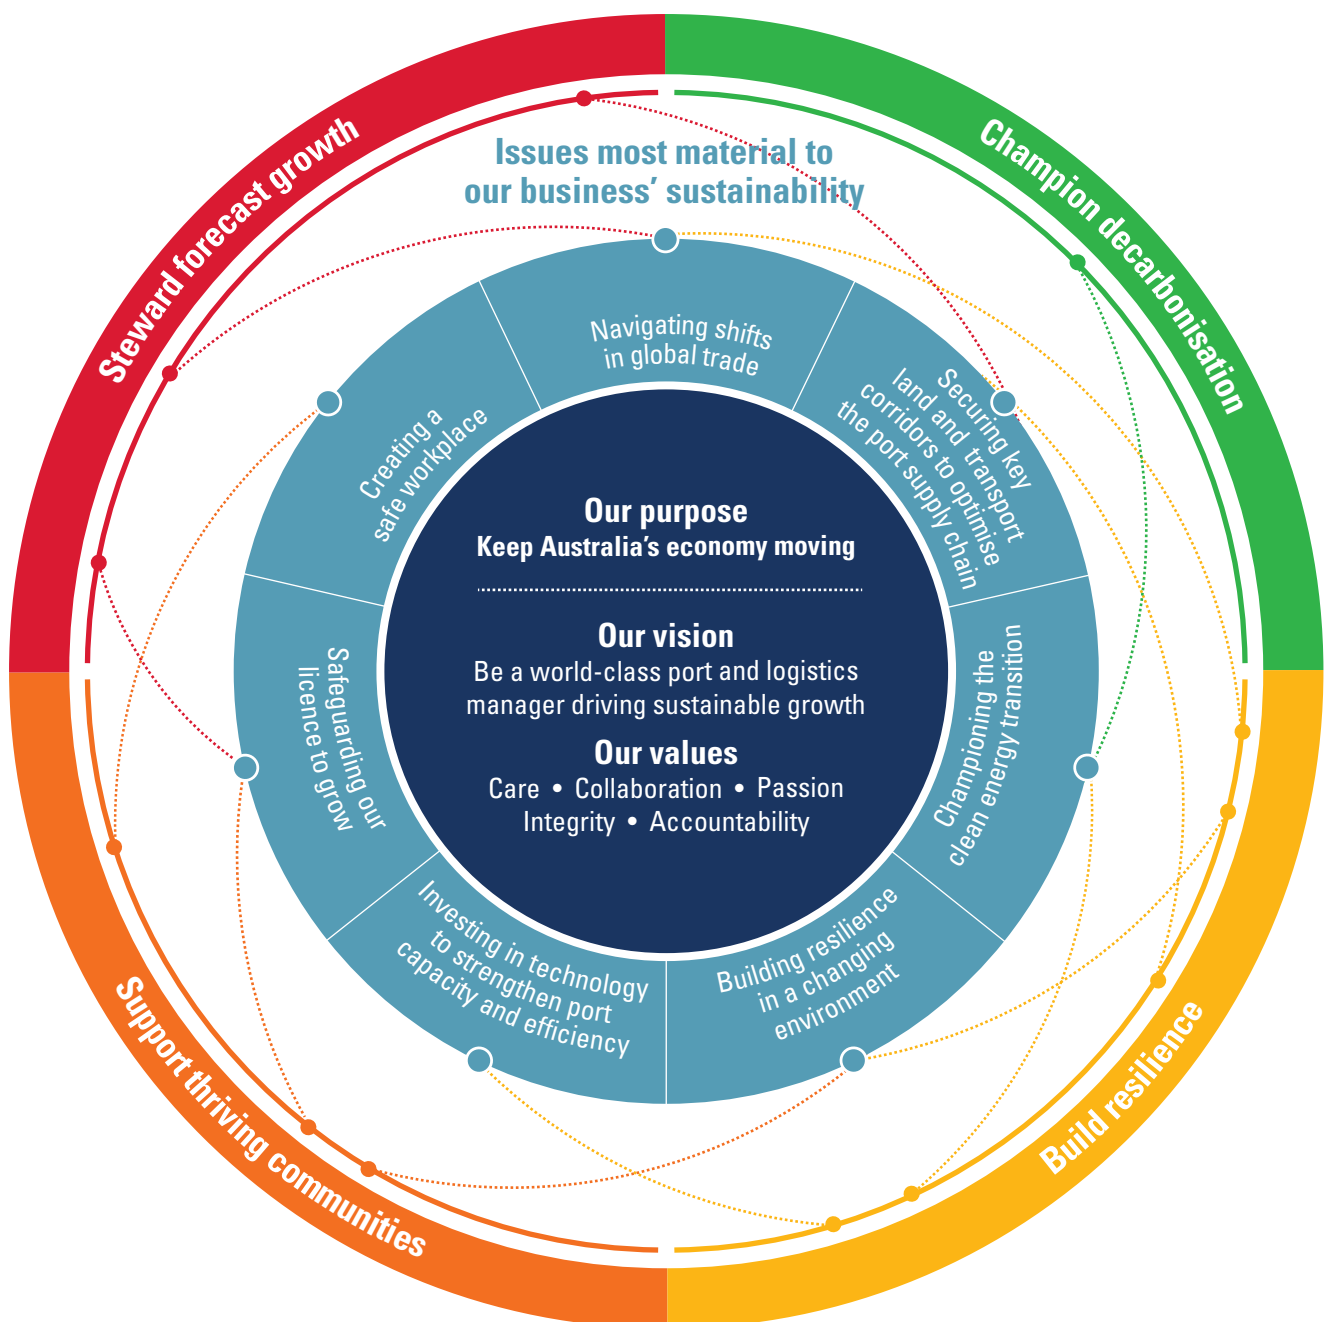 Steward forecast growth
Champion decarbonisation
Issues most material to
our business’ sustainability
Navigating shifts
in global trade
Securing key
land and transport
corridors to optimise
the port supply chain
Creating a
safe workplace
Our purpose
Keep Australia’s economy moving
Our vision
Be a world-class port and logistics
manager driving sustainable growth
Our values
Care • Collaboration • Passion
Integrity • Accountability
Championing the
clean energy transition
Safeguarding our
licence to grow
Investing in technology
to strengthen port
capacity and efficiency
Building resilience
in a changing
environment
Support thriving communities
Build resilience